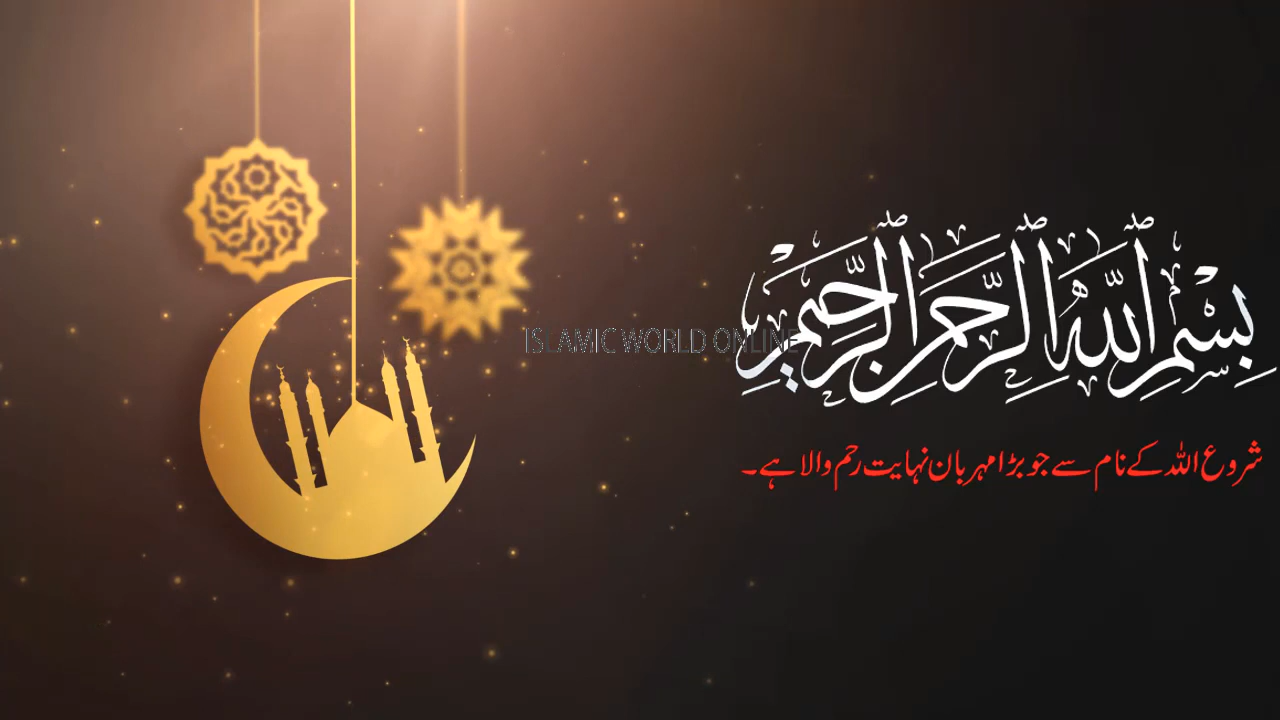 بِسْمِ اللّٰهِ الرَّحْمٰنِ الرَّحِيْمِ
ISLAMIC WORLD ONLINE
شروع اللہ کے نام سے جو بڑا مہربان نہایت رحم والا ہے۔